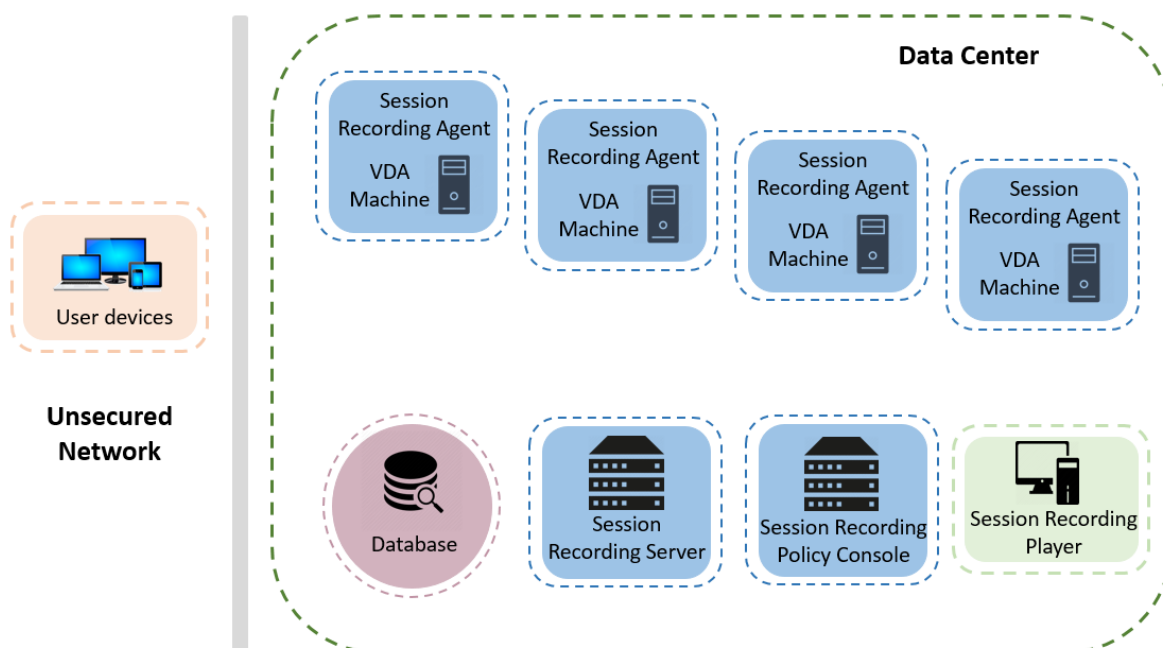 Data Center
Session
Recording Agent
VDA
Machine
Session
Recording Agent
VDA
Machine
Session
Recording Agent
VDA
Machine
Session
Recording Agent
VDA
Machine
User devices
Unsecured
Network
Database
Session
Recording Server
Session Recording
Policy Console
Session Recording
Player